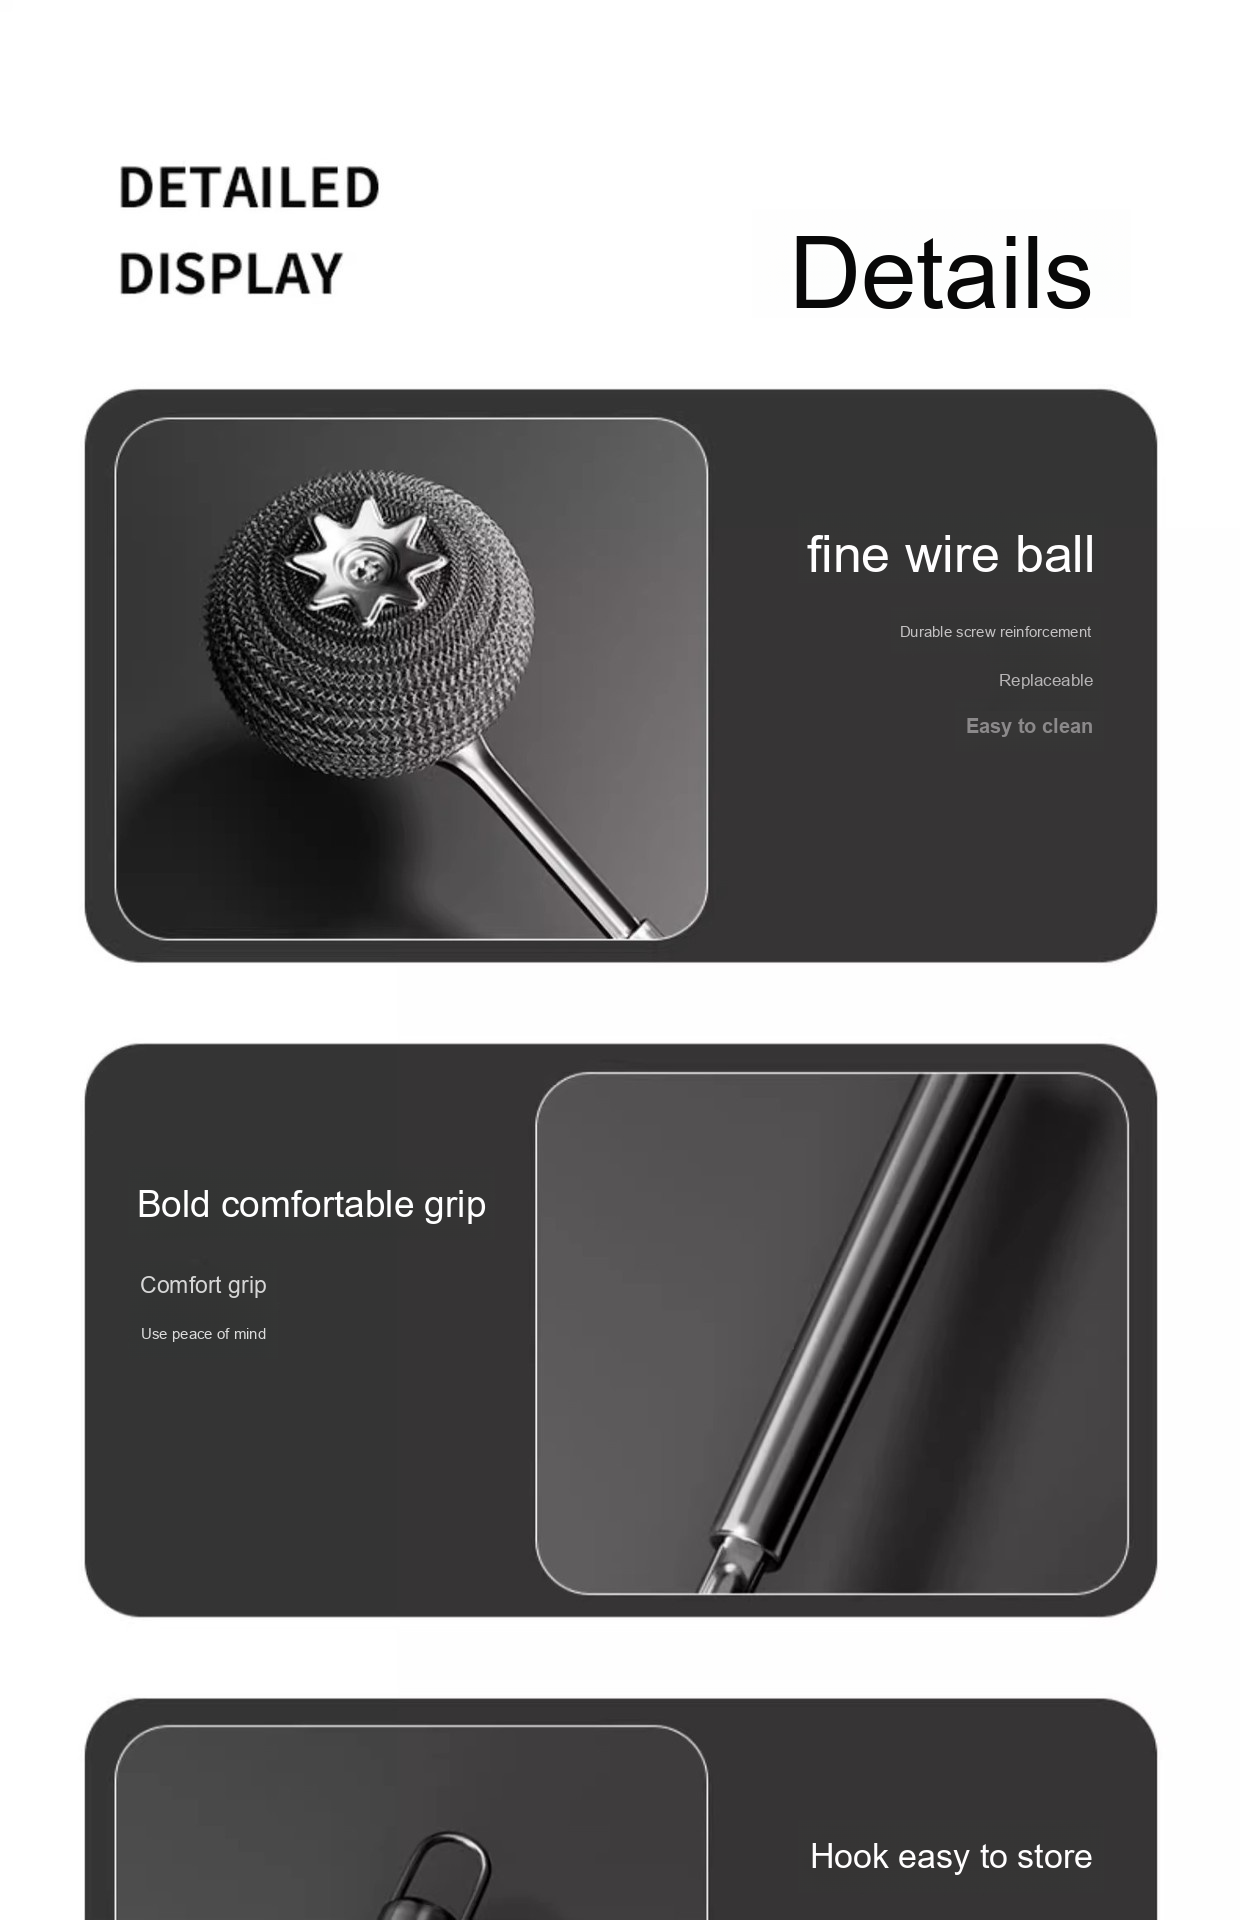 DETAILED
DISPLAY
Details
fine wire ball
Durable screw reinforcement
Replaceable
Easy to clean
Bold comfortable grip
Comfort grip
Use peace of mind
Hook easy to store